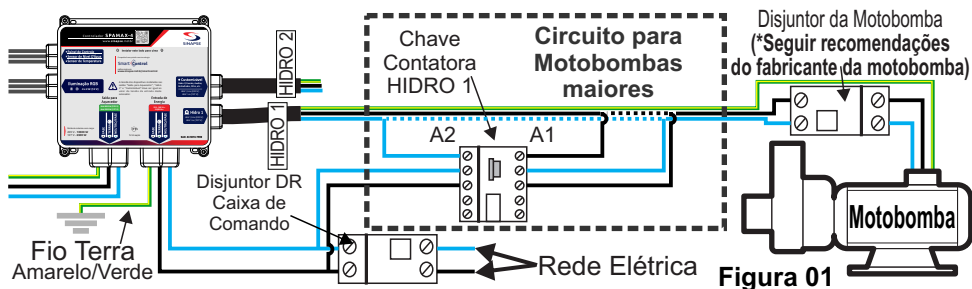 SPAMAX-4
SINAPSE
Smart Control
Iluminação RGB
HIDRO 2
HIDRO 1
Chave
Contatora
HIDRO 1
Circuito para
Motobombas
maiores
Disjuntor da Motobomba
(*Seguir recomendações
do fabricante da motobomba)
A2 A1
Disjuntor DR
Caixa de
Comando
Fio Terra
Amarelo/Verde
Rede Elétrica
Motobomba
Figura 01